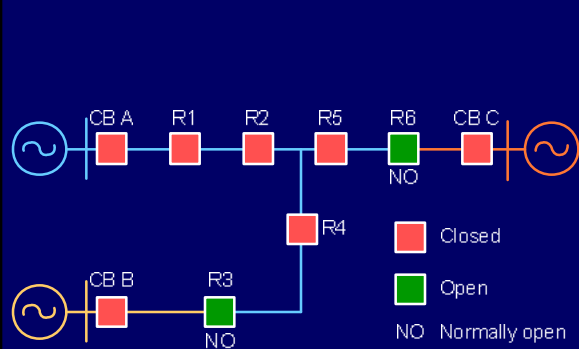 CB A R1 R2 R5 R6 CB C
NO
R4
Closed
CB B R3
Open
NO
NO Normally open